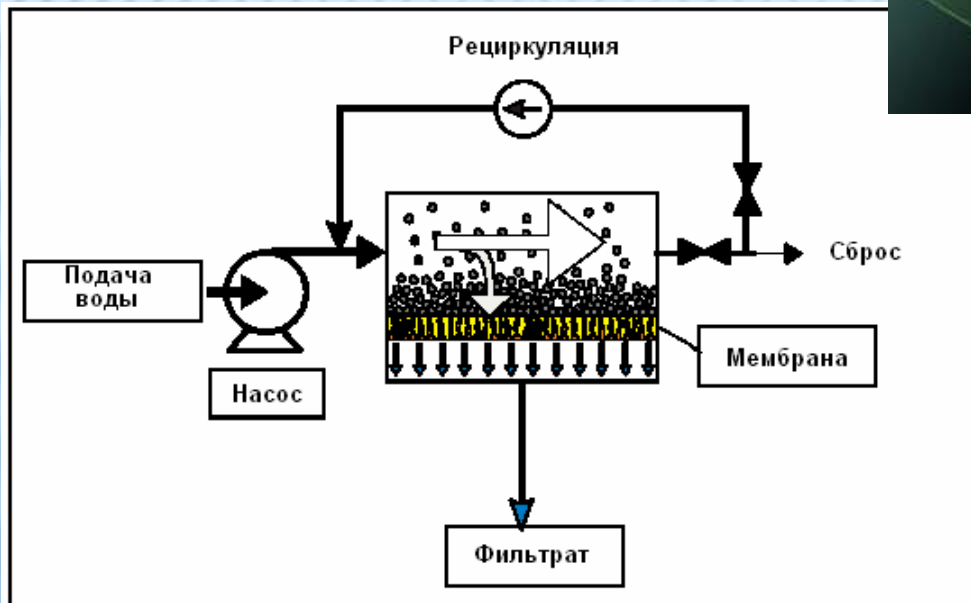 Рециркуляция
Подача
воды
Сброс
Мембрана
Насос
Фильтрат